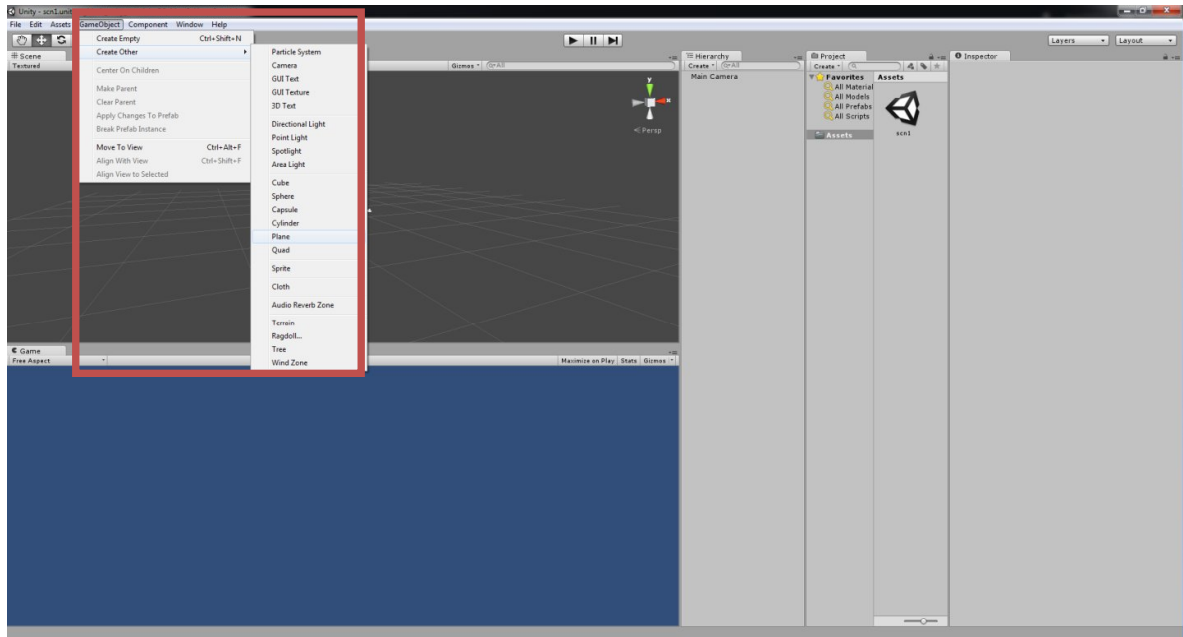 Unity - scn1.unit
File Edit Assets GameObject Component Window Help
Create Empty Ctrl+Shift+N
Create Other
Center On Children
Make Parent
Clear Parent
Apply Changes To Prefab
Break Prefab Instance
Move To View Ctrl+Alt+F
Align With View Ctrl+Shift+F
Align View to Selected
Particle System
Camera
GUI Text
GUI Texture
3D Text
Directional Light
Point Light
Spotlight
Area Light
Cube
Sphere
Capsule
Cylinder
Plane
Quad
Sprite
Cloth
Audio Reverb Zone
Terrain
Ragdoll...
Tree
Wind Zone
Layers Layout
Scene
Textured Gizmos All
y
x
Persp
Hierarchy
Create All
Main Camera
Project
Create
Favorites
All Material
All Models
All Prefabs
All Scripts
Assets
Assets
scn1
Inspector
Game
Free Aspect Maximize on Play Stats Gizmos